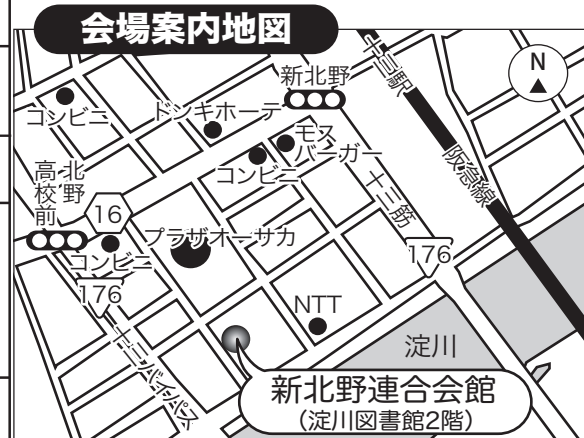 会場案内地図
N
十三駅
新北野
コンビニ
ドンキホーテ
モス
バーガー
コンビニ
阪急線
北野
高校前
16
十三筋
プラザオーサカ
コンビニ
176
176
NTT
十三バイパス
淀川
新北野連合会館
(淀川図書館2階)